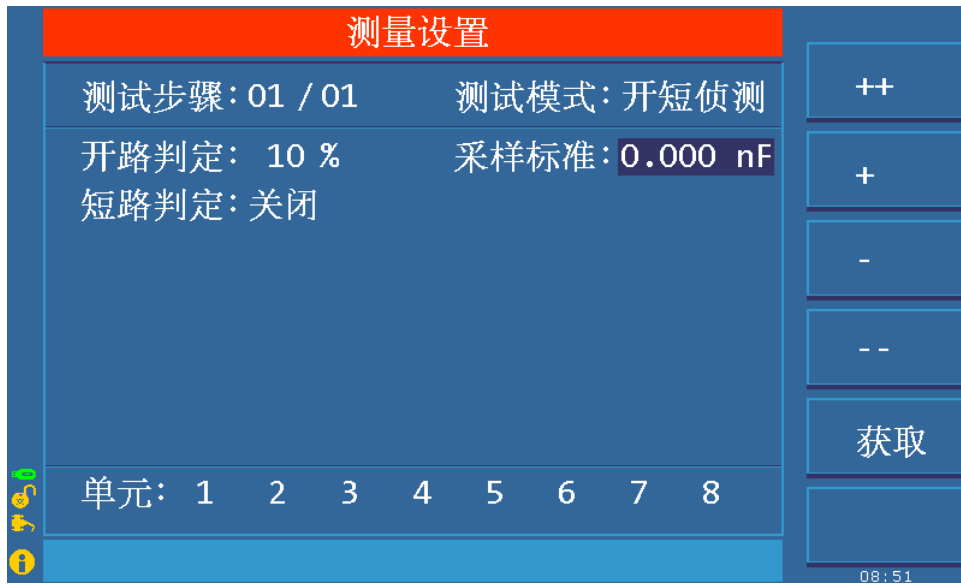 测量设置
测试步骤：01 / 01 测试模式：开短侦测
开路判定： 10 % 采样标准：0.000 nF
短路判定：关闭
单元： 1 2 3 4 5 6 7 8
++
+
-
--
获取
08:51